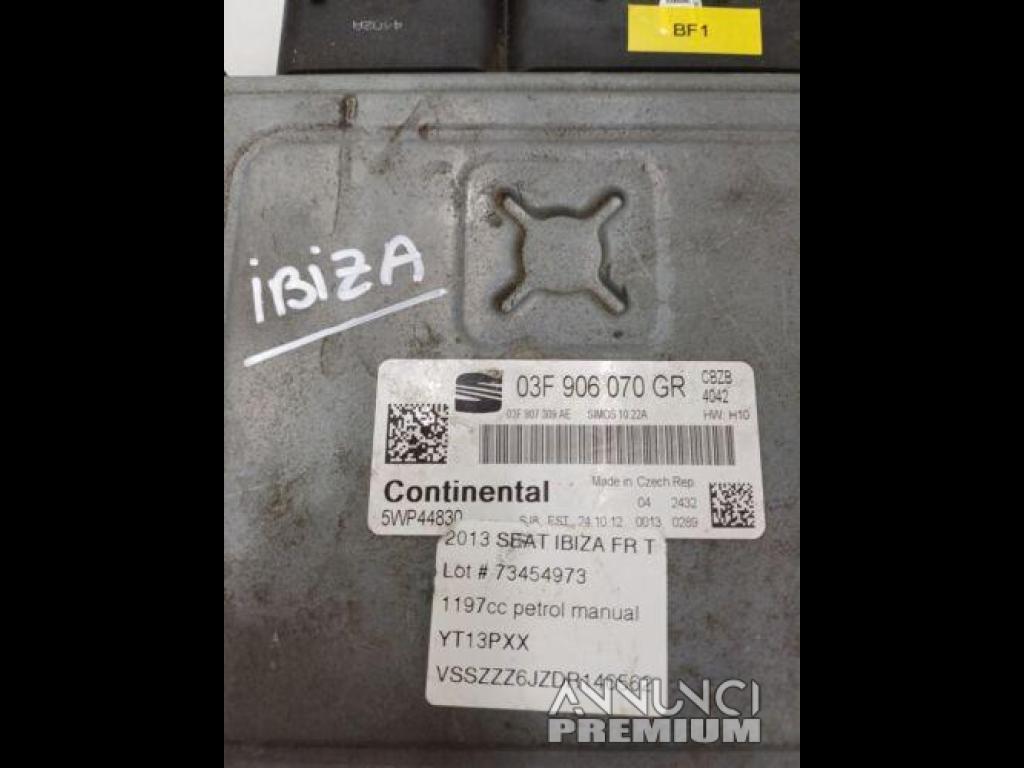 4102A
BF1
iBiZA
03F 906 070 GR
CBZB
4042
03F 907 309 AE SIMOS 10.22A HW: H10
Made in Czech Rep
Continental
04 2432
5WP44830
EST. 24.10.12 0013 0289
2013 SEAT IBIZA FR T
Lot # 73454973
1197cc petrol manual
YT13PXX
ANNUNCI
PREMIUM